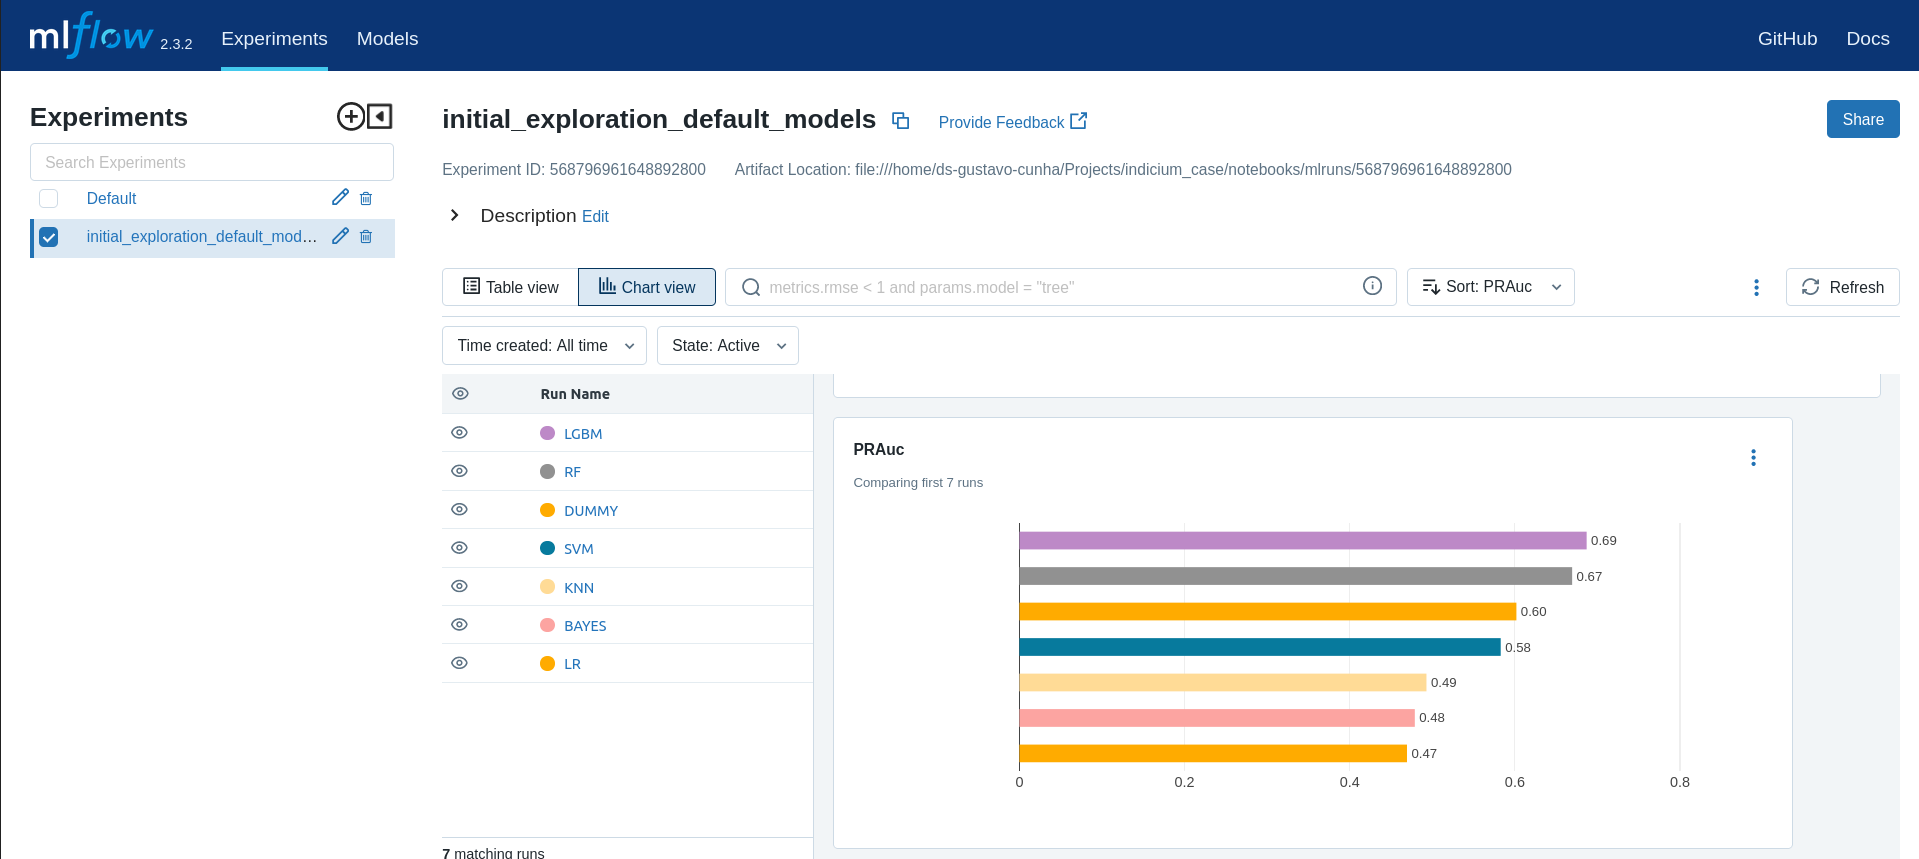 mlflow 2.3.2 Experiments Models GitHub Docs
Experiments
Search Experiments
Default
initial_exploration_default_mod...
initial_exploration_default_models Provide Feedback Share
Experiment ID: 568796961648892800 Artifact Location: file:///home/ds-gustavo-cunha/Projects/indicium_case/notebooks/mlruns/568796961648892800
Description Edit
Table view Chart view metrics.rmse < 1 and params.model = "tree" Sort: PRAuc Refresh
Time created: All time State: Active
Run Name
LGBM
RF
DUMMY
SVM
KNN
BAYES
LR
7 matching runs
PRAuc
Comparing first 7 runs
0.69
0.67
0.60
0.58
0.49
0.48
0.47
0 0.2 0.4 0.6 0.8